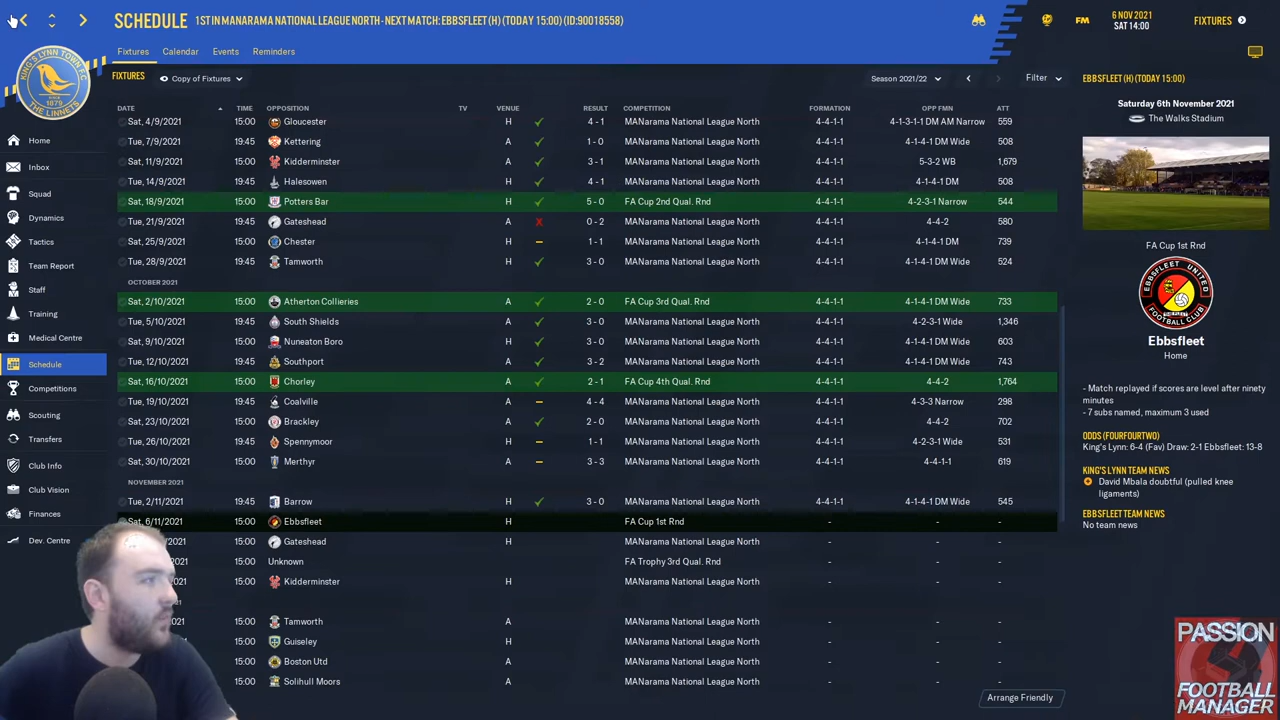 SCHEDULE 1ST IN MANARAMA NATIONAL LEAGUE NORTH - NEXT MATCH: EBBSFLEET (H) (TODAY 15:00) (ID:90018558)
FM 6 NOV 2021 SAT 14:00 FIXTURES
Fixtures Calendar Events Reminders
FIXTURES Copy of Fixtures Season 2021/22 Filter
DATE TIME OPPOSITION TV VENUE RESULT COMPETITION FORMATION OPP FMN ATT
Sat, 4/9/2021 15:00 Gloucester H 4 - 1 MANarama National League North 4-4-1-1 4-1-3-1-1 DM AM Narrow 559
Tue, 7/9/2021 19:45 Kettering A 1 - 0 MANarama National League North 4-4-1-1 4-1-4-1 DM Wide 508
Sat, 11/9/2021 15:00 Kidderminster A 3 - 1 MANarama National League North 4-4-1-1 5-3-2 WB 1,679
Tue, 14/9/2021 19:45 Halesowen H 4 - 1 MANarama National League North 4-4-1-1 4-1-4-1 DM 508
Sat, 18/9/2021 15:00 Potters Bar H 5 - 0 FA Cup 2nd Qual. Rnd 4-4-1-1 4-2-3-1 Narrow 544
Tue, 21/9/2021 19:45 Gateshead A X 0 - 2 MANarama National League North 4-4-1-1 4-4-2 580
Sat, 25/9/2021 15:00 Chester H 1 - 1 MANarama National League North 4-4-1-1 4-1-4-1 DM 739
Tue, 28/9/2021 19:45 Tamworth H 3 - 0 MANarama National League North 4-4-1-1 4-1-4-1 DM Wide 524
OCTOBER 2021
Sat, 2/10/2021 15:00 Atherton Collieries A 2 - 0 FA Cup 3rd Qual. Rnd 4-4-1-1 4-1-4-1 DM Wide 733
Tue, 5/10/2021 19:45 South Shields A 3 - 0 MANarama National League North 4-4-1-1 4-2-3-1 Wide 1,346
Sat, 9/10/2021 15:00 Nuneaton Boro H 3 - 0 MANarama National League North 4-4-1-1 4-1-4-1 DM Wide 603
Tue, 12/10/2021 19:45 Southport A 3 - 2 MANarama National League North 4-4-1-1 4-1-4-1 DM Wide 743
Sat, 16/10/2021 15:00 Chorley A 2 - 1 FA Cup 4th Qual. Rnd 4-4-1-1 4-4-2 1,764
Tue, 19/10/2021 19:45 Coalville A 4 - 4 MANarama National League North 4-4-1-1 4-3-3 Narrow 298
Sat, 23/10/2021 15:00 Brackley A 2 - 0 MANarama National League North 4-4-1-1 4-4-2 702
Tue, 26/10/2021 19:45 Spennymoor H 1 - 1 MANarama National League North 4-4-1-1 4-2-3-1 Wide 531
Sat, 30/10/2021 15:00 Merthyr A 3 - 3 MANarama National League North 4-4-1-1 4-4-1-1 619
NOVEMBER 2021
Tue, 2/11/2021 19:45 Barrow H 3 - 0 MANarama National League North 4-4-1-1 4-1-4-1 DM Wide 545
Sat, 6/11/2021 15:00 Ebbsfleet H FA Cup 1st Rnd - - -
15:00 Gateshead H MANarama National League North - - -
15:00 Unknown FA Trophy 3rd Qual. Rnd - - -
15:00 Kidderminster H MANarama National League North - - -
15:00 Tamworth A MANarama National League North - - -
15:00 Guiseley H MANarama National League North - - -
15:00 Boston Utd A MANarama National League North - - -
15:00 Solihull Moors A MANarama National League North - - -
Arrange Friendly
KING'S LYNN TOWN F.C
1879
THE LINNETS
Home
Inbox
Squad
Dynamics
Tactics
Team Report
Staff
Training
Medical Centre
Schedule
Competitions
Scouting
Transfers
Club Info
Club Vision
Finances
Dev. Centre
EBBSFLEET (H) (TODAY 15:00)
Saturday 6th November 2021
The Walks Stadium
FA Cup 1st Rnd
EBBSFLEET UNITED
THE FLEET
FOOTBALL CLUB
Ebbsfleet
Home
- Match replayed if scores are level after ninety
minutes
- 7 subs named, maximum 3 used
ODDS (FOURFOURTWO)
King's Lynn: 6-4 (Fav) Draw: 2-1 Ebbsfleet: 13-8
KING'S LYNN TEAM NEWS
David Mbala doubtful (pulled knee
ligaments)
EBBSFLEET TEAM NEWS
No team news
PASSION
FOOTBALL
MANAGER